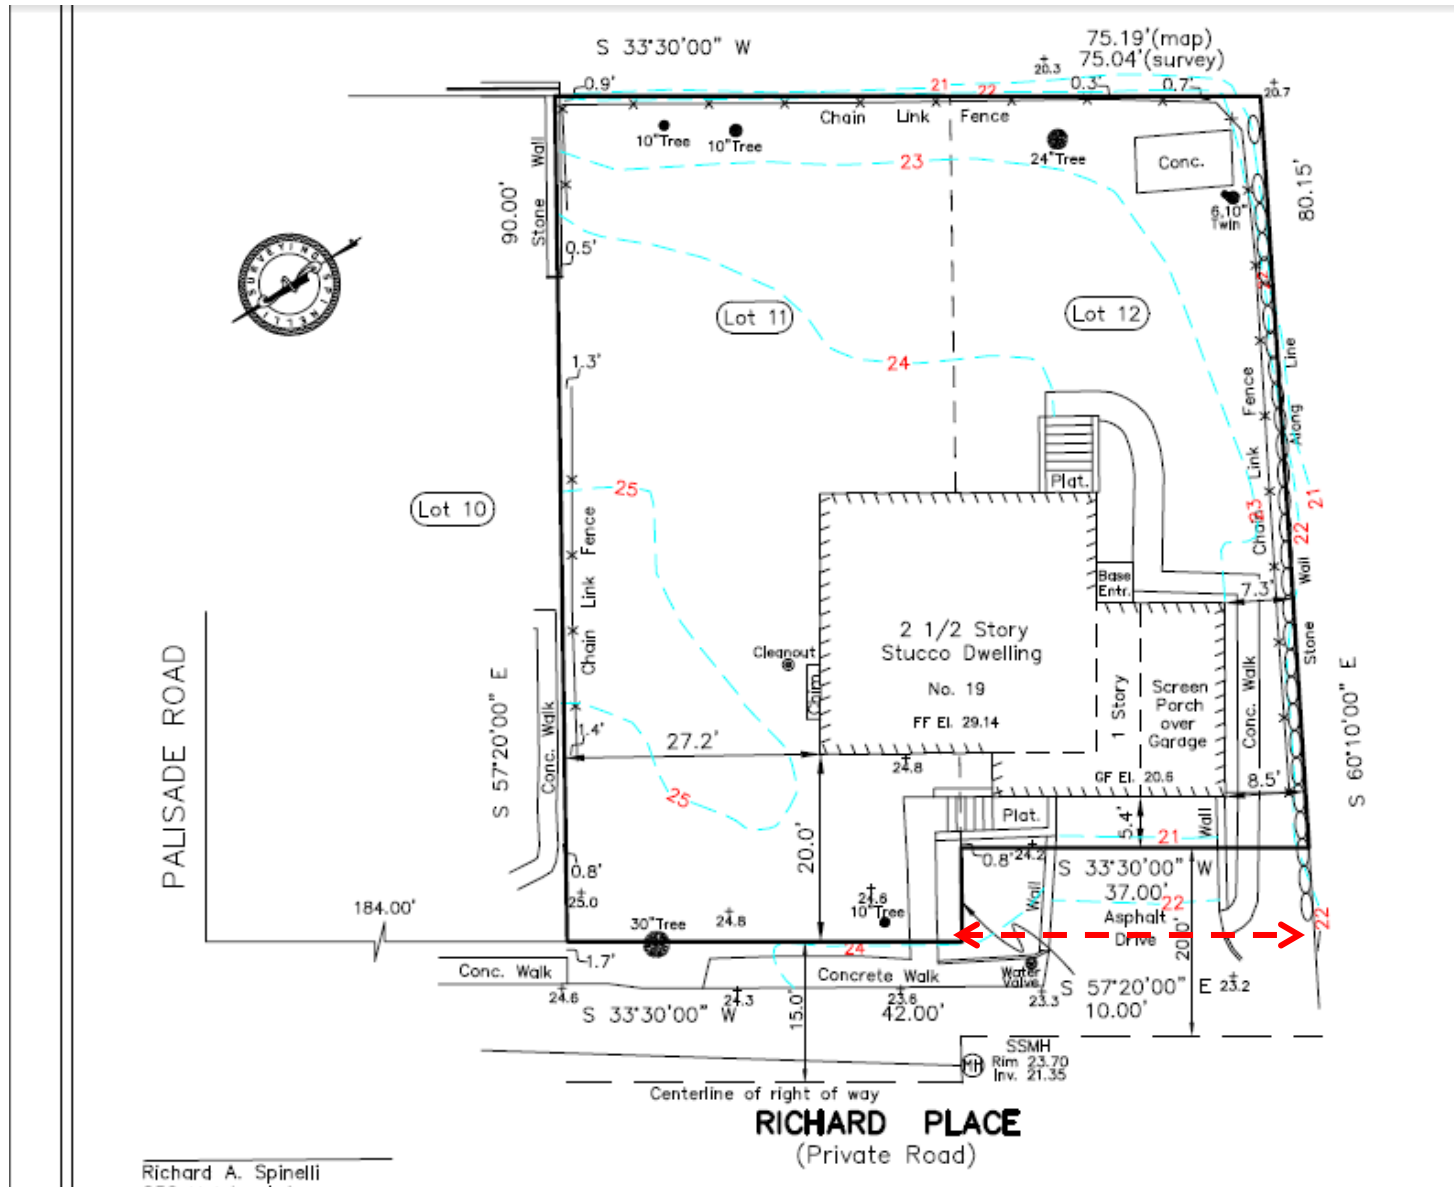 S 33°30'00" W
75.19'(map)
75.04'(survey)
20.3
20.7
0.9'
21
22
0.3'
0.7'
Chain Link Fence
10"Tree
10"Tree
24"Tree
Conc.
23
6,10"
Twin
80.15'
90.00'
Stone Wall
0.5'
SURVEYING
SPINELLI
Lot 11
Lot 12
22
1.3'
24
Chain Link Fence
Stone Wall Along Line
Plat.
Lot 10
25
21
23
22
Chain Link Fence
Base
Entr.
7.3'
2 1/2 Story
Stucco Dwelling
No. 19
FF El. 29.14
Cleanout
Chim
1 Story
Screen
Porch
over
Garage
GF El. 20.6
Conc. Walk
PALISADE ROAD
S 57°20'00" E
S 60°10'00" E
Conc. Walk
1.4'
27.2'
24.8
8.5'
25
Plat.
5.4'
21
Wall
20.0'
0.8'
24.2
S 33°30'00" W
37.00'
0.8'
25.0
24.6
10"Tree
Wall
22
Asphalt
Drive
20.0'
22
184.00'
30"Tree
24.8
24
1.7'
Conc. Walk
Concrete Walk
Water
Valve
S 57°20'00" E
10.00'
23.2
24.6
24.3
23.6
23.3
S 33°30'00" W
42.00'
15.0'
SSMH
Rim 23.70
Inv. 21.35
MH
Centerline of right of way
RICHARD PLACE
(Private Road)
Richard A. Spinelli